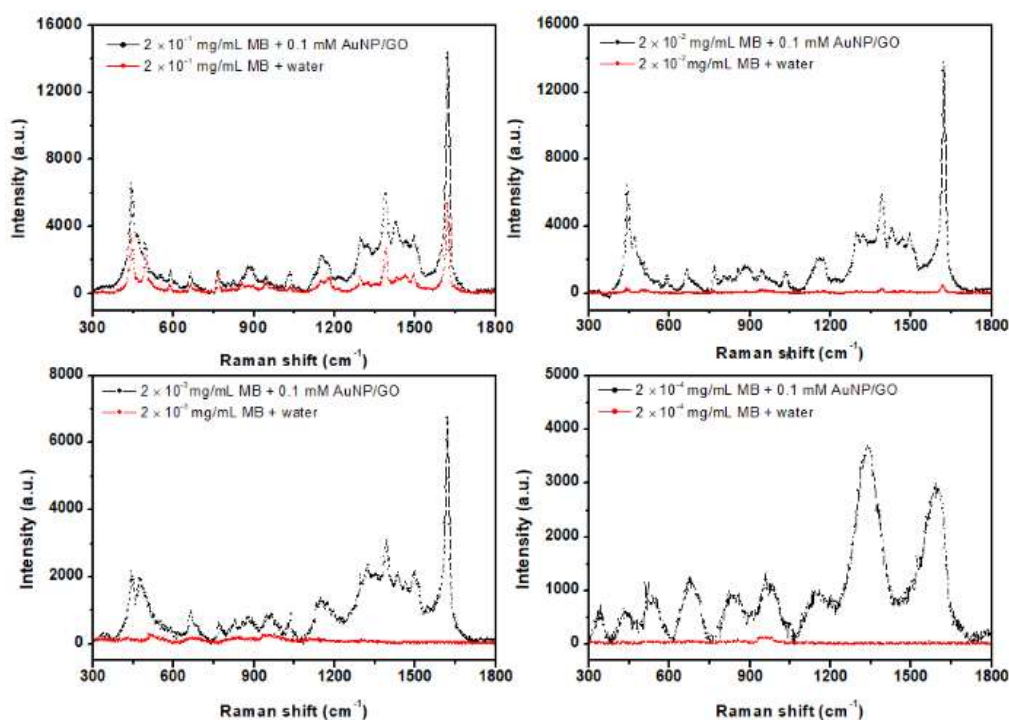 16000
12000
8000
4000
0
Intensity (a.u.)
2 × 10⁻¹ mg/mL MB + 0.1 mM AuNP/GO
2 × 10⁻¹ mg/mL MB + water
300 600 900 1200 1500 1800
Raman shift (cm⁻¹)
16000
12000
8000
4000
0
Intensity (a.u.)
2 × 10⁻² mg/mL MB + 0.1 mM AuNP/GO
2 × 10⁻² mg/mL MB + water
300 600 900 1200 1500 1800
Raman shift (cm⁻¹)
8000
6000
4000
2000
0
Intensity (a.u.)
2 × 10⁻³ mg/mL MB + 0.1 mM AuNP/GO
2 × 10⁻³ mg/mL MB + water
300 600 900 1200 1500 1800
Raman shift (cm⁻¹)
5000
4000
3000
2000
1000
0
Intensity (a.u.)
2 × 10⁻⁴ mg/mL MB + 0.1 mM AuNP/GO
2 × 10⁻⁴ mg/mL MB + water
300 600 900 1200 1500 1800
Raman shift (cm⁻¹)